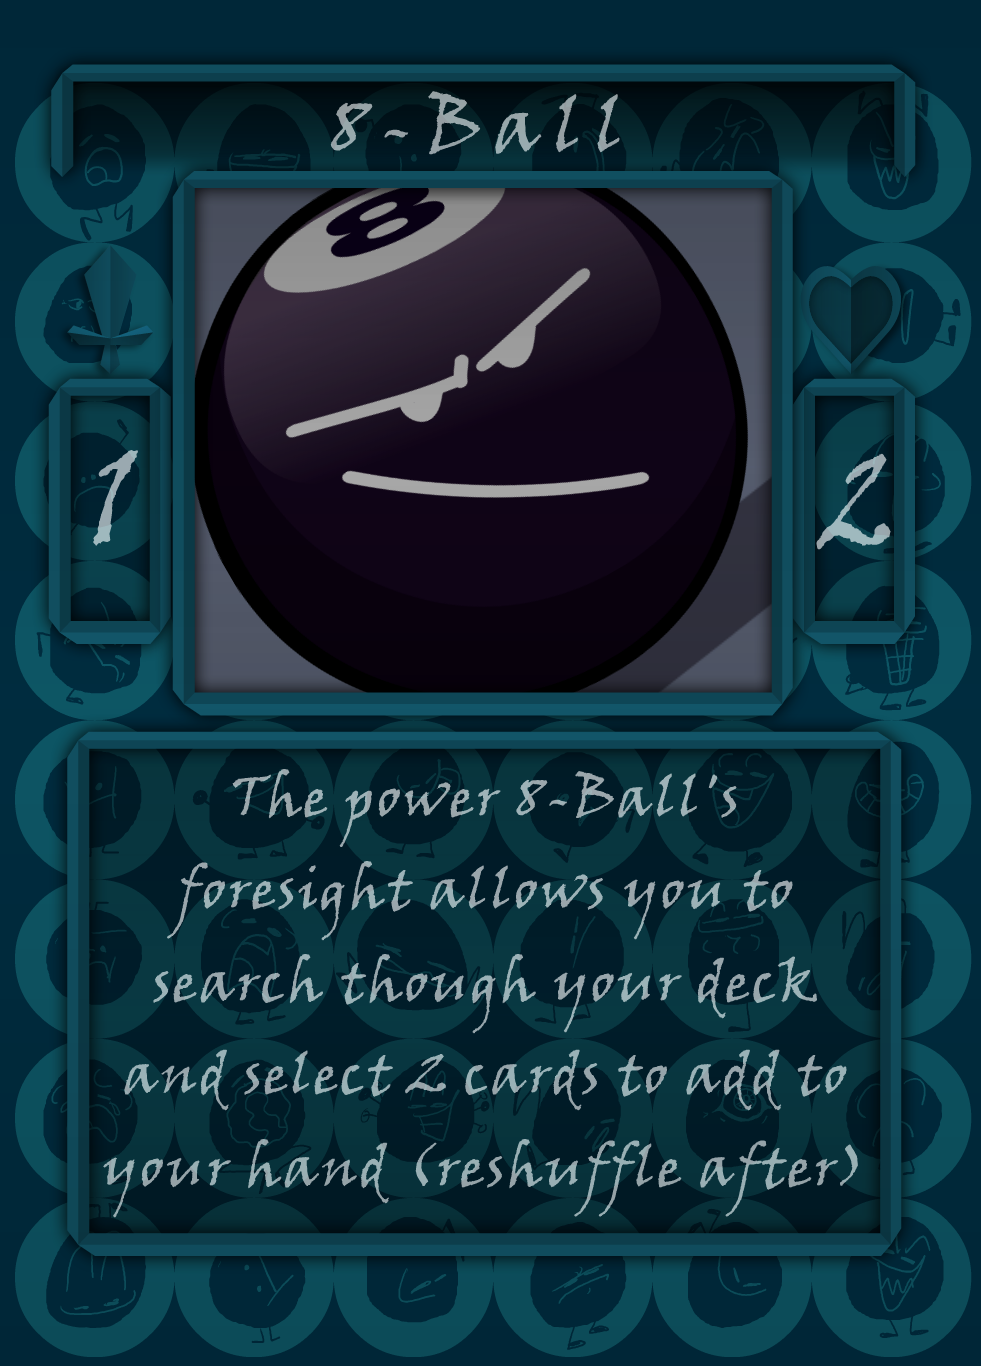 8-Ball
8
1
2
The power 8-Ball's
foresight allows you to
search though your deck
and select 2 cards to add to
your hand (reshuffle after)